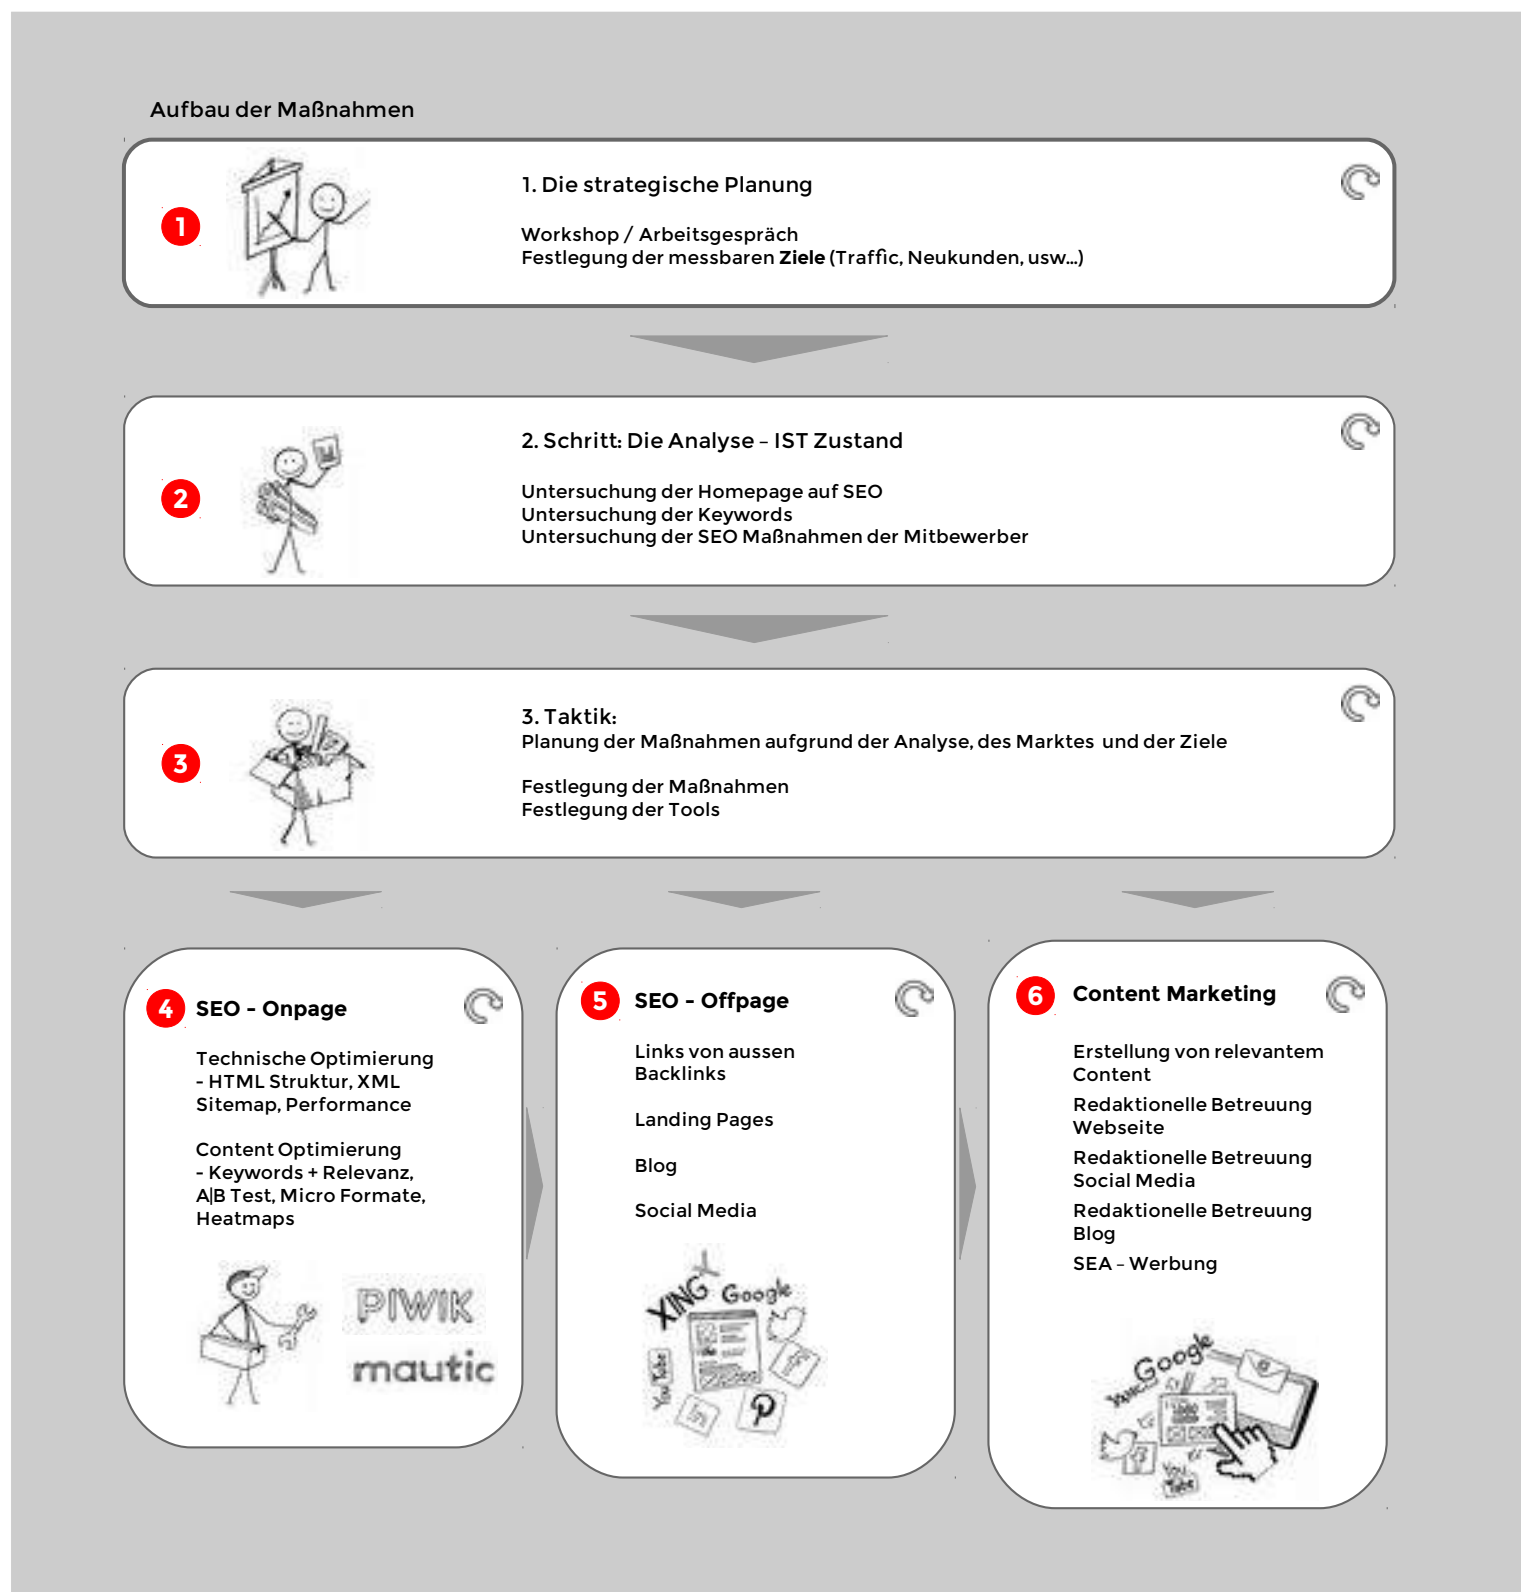 Aufbau der Maßnahmen
1
1. Die strategische Planung
Workshop / Arbeitsgespräch
Festlegung der messbaren Ziele (Traffic, Neukunden, usw...)
2
2. Schritt: Die Analyse – IST Zustand
Untersuchung der Homepage auf SEO
Untersuchung der Keywords
Untersuchung der SEO Maßnahmen der Mitbewerber
3
3. Taktik:
Planung der Maßnahmen aufgrund der Analyse, des Marktes und der Ziele
Festlegung der Maßnahmen
Festlegung der Tools
4
SEO - Onpage
Technische Optimierung
- HTML Struktur, XML
Sitemap, Performance
Content Optimierung
- Keywords + Relevanz,
A|B Test, Micro Formate,
Heatmaps
PIWIK
mautic
5
SEO - Offpage
Links von aussen
Backlinks
Landing Pages
Blog
Social Media
XING
Google
You Tube
in
f
6
Content Marketing
Erstellung von relevantem
Content
Redaktionelle Betreuung
Webseite
Redaktionelle Betreuung
Social Media
Redaktionelle Betreuung
Blog
SEA – Werbung
Google
f
You
Tube